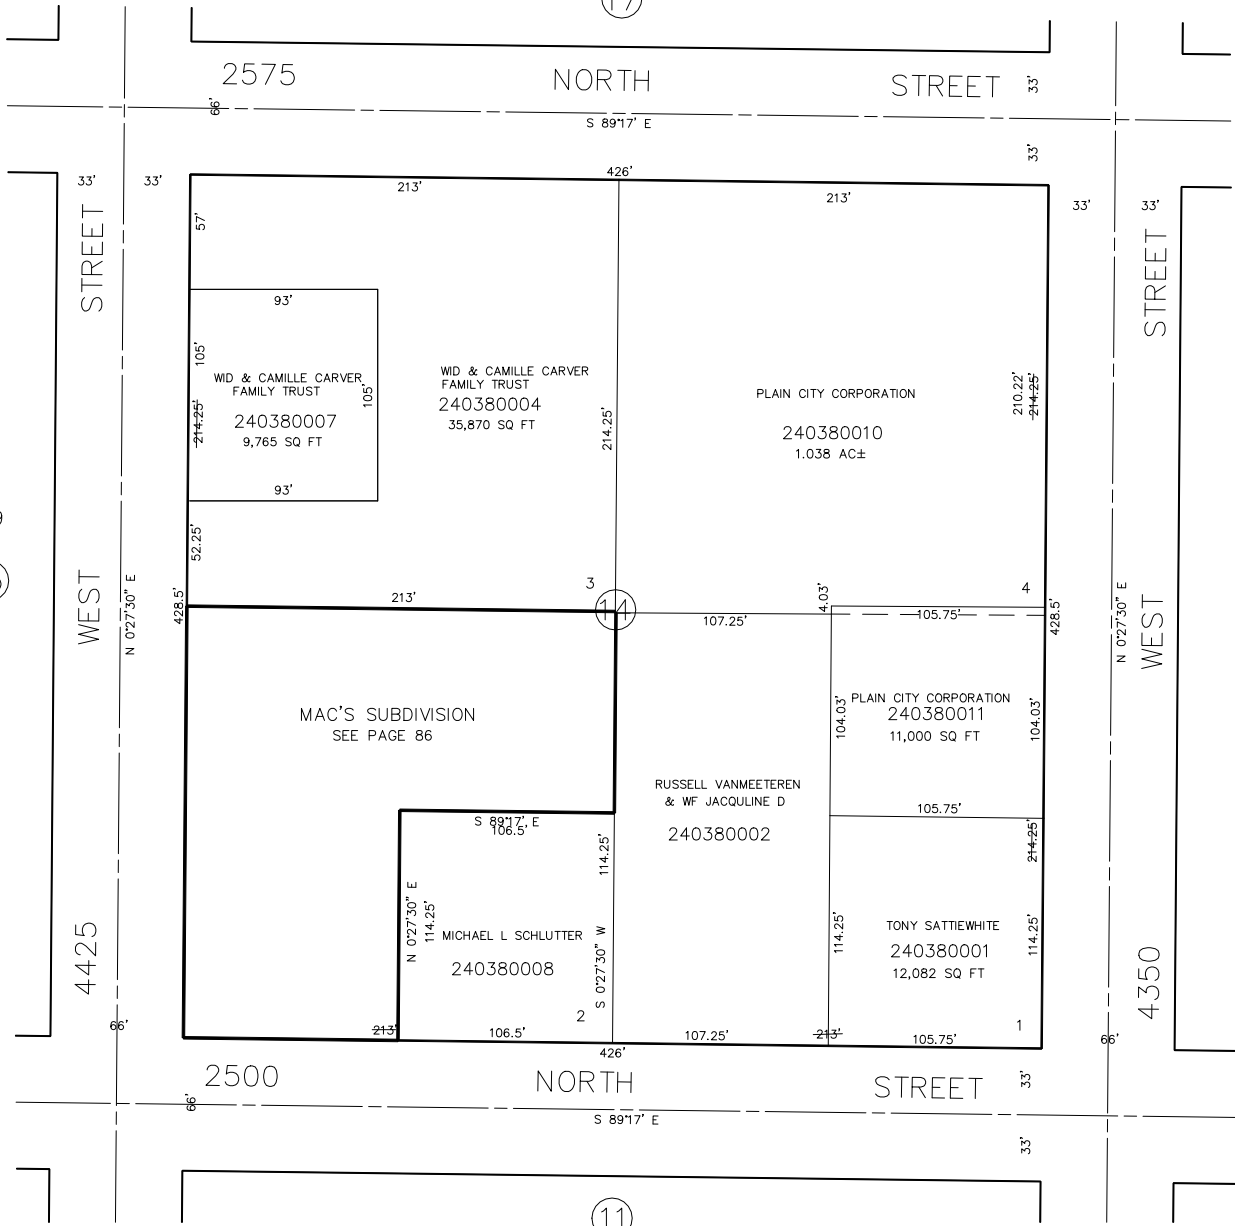 17
2575 NORTH STREET
33'
66'
S 89°17' E
33'
33' 33'
426'
213'
213'
33' 33'
57'
STREET
STREET
93'
105'
WID & CAMILLE CARVER
FAMILY TRUST
105'
240380007
214.25'
9,765 SQ FT
93'
52.25'
WID & CAMILLE CARVER
FAMILY TRUST
240380004
35,870 SQ FT
214.25'
PLAIN CITY CORPORATION
240380010
1.038 AC±
210.22'
214.25'
WEST
N 0°27'30" E
428.5'
213'
3
14
107.25'
4.03'
105.75'
4
428.5'
N 0°27'30" E
WEST
MAC'S SUBDIVISION
SEE PAGE 86
PLAIN CITY CORPORATION
240380011
11,000 SQ FT
104.03'
104.03'
105.75'
RUSSELL VANMEETEREN
& WF JACQULINE D
240380002
S 89°17' E
106.5'
114.25'
214.25'
N 0°27'30" E
114.25'
MICHAEL L SCHLUTTER
240380008
S 0°27'30" W
2
114.25'
TONY SATTIEWHITE
240380001
12,082 SQ FT
114.25'
1
4425
4350
66'
213'
106.5'
426'
107.25'
213'
105.75'
66'
2500 NORTH STREET
33'
66'
S 89°17' E
33'
11